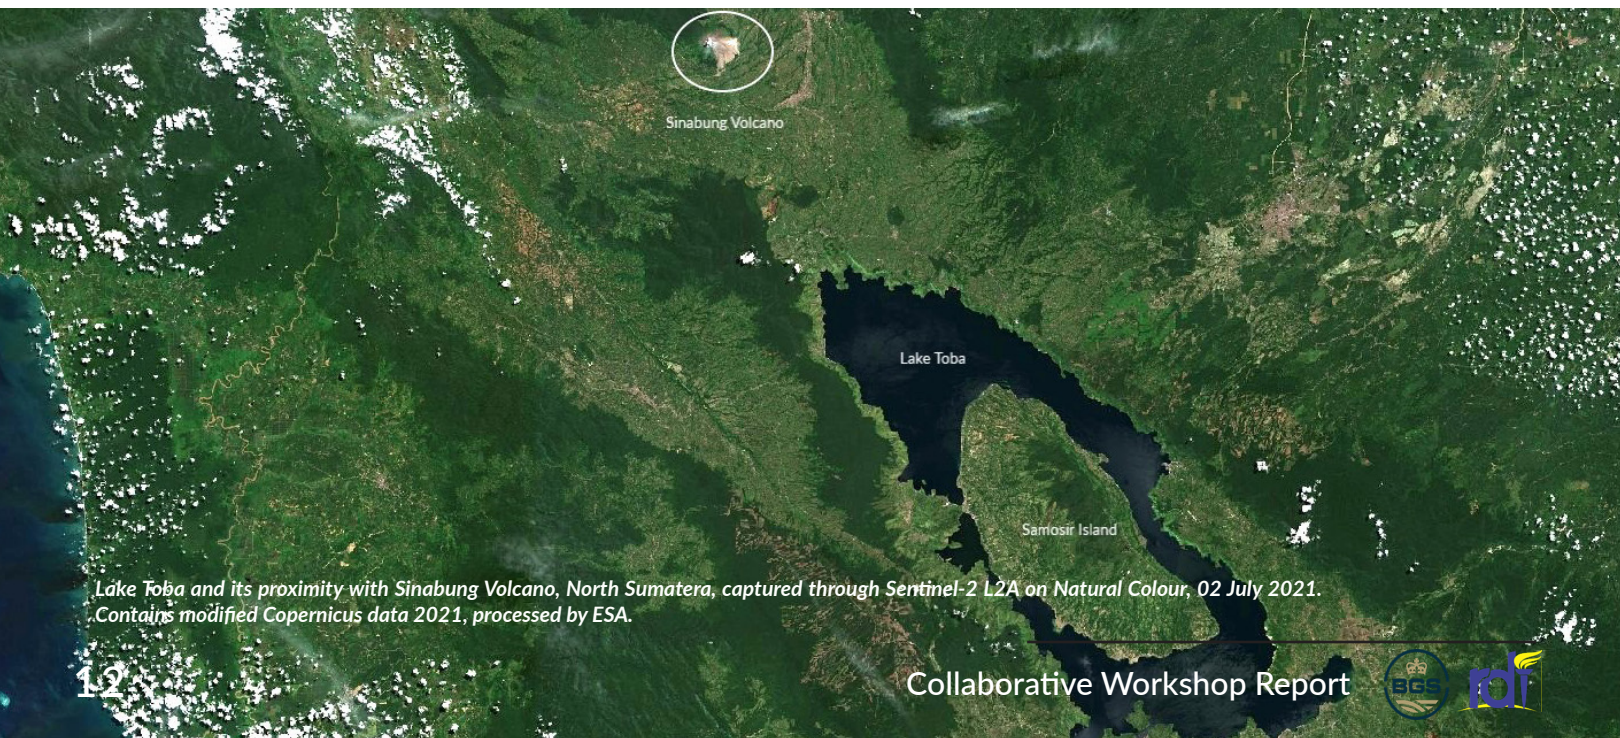 Sinabung Volcano
Lake Toba
Samosir Island
Lake Toba and its proximity with Sinabung Volcano, North Sumatera, captured through Sentinel-2 L2A on Natural Colour, 02 July 2021.
Contains modified Copernicus data 2021, processed by ESA.
12
Collaborative Workshop Report
BGS
rdi